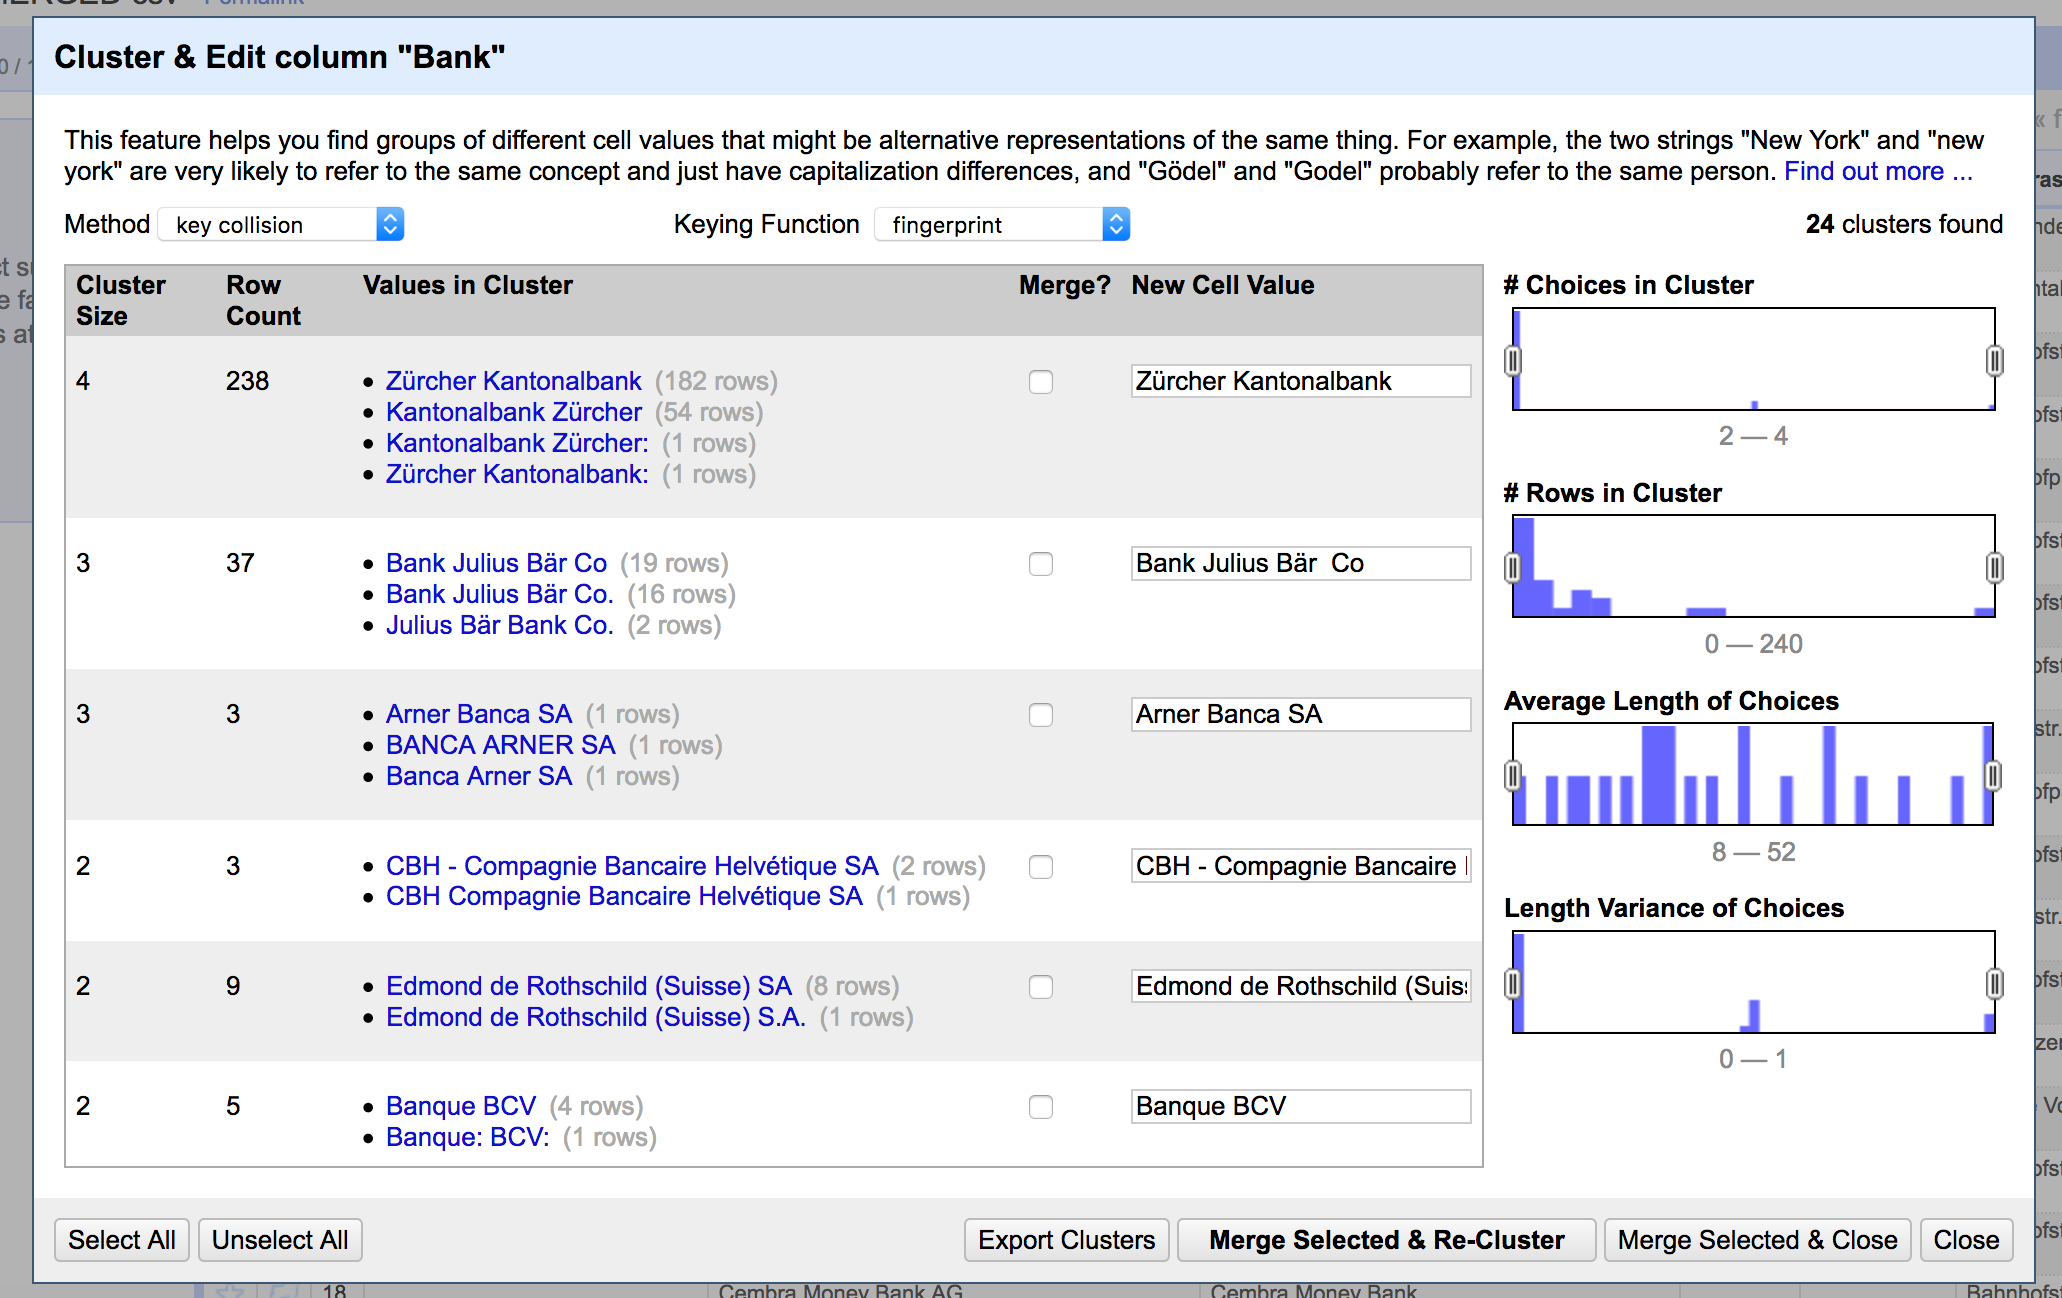 Cluster & Edit column "Bank"
This feature helps you find groups of different cell values that might be alternative representations of the same thing. For example, the two strings "New York" and "new
york" are very likely to refer to the same concept and just have capitalization differences, and "Gödel" and "Godel" probably refer to the same person. Find out more ...
Method key collision Keying Function fingerprint 24 clusters found
Cluster Size Row Count Values in Cluster Merge? New Cell Value
4 238 • Zürcher Kantonalbank (182 rows) Zürcher Kantonalbank
• Kantonalbank Zürcher (54 rows)
• Kantonalbank Zürcher: (1 rows)
• Zürcher Kantonalbank: (1 rows)
3 37 • Bank Julius Bär Co (19 rows) Bank Julius Bär  Co
• Bank Julius Bär Co. (16 rows)
• Julius Bär Bank Co. (2 rows)
3 3 • Arner Banca SA (1 rows) Arner Banca SA
• BANCA ARNER SA (1 rows)
• Banca Arner SA (1 rows)
2 3 • CBH - Compagnie Bancaire Helvétique SA (2 rows) CBH - Compagnie Bancaire
• CBH Compagnie Bancaire Helvétique SA (1 rows)
2 9 • Edmond de Rothschild (Suisse) SA (8 rows) Edmond de Rothschild (Suis
• Edmond de Rothschild (Suisse) S.A. (1 rows)
2 5 • Banque BCV (4 rows) Banque BCV
• Banque: BCV: (1 rows)
# Choices in Cluster
2 — 4
# Rows in Cluster
0 — 240
Average Length of Choices
8 — 52
Length Variance of Choices
0 — 1
Select All Unselect All Export Clusters Merge Selected & Re-Cluster Merge Selected & Close Close
18 Cembra Money Bank AG Cembra Money Bank Bahnhofs